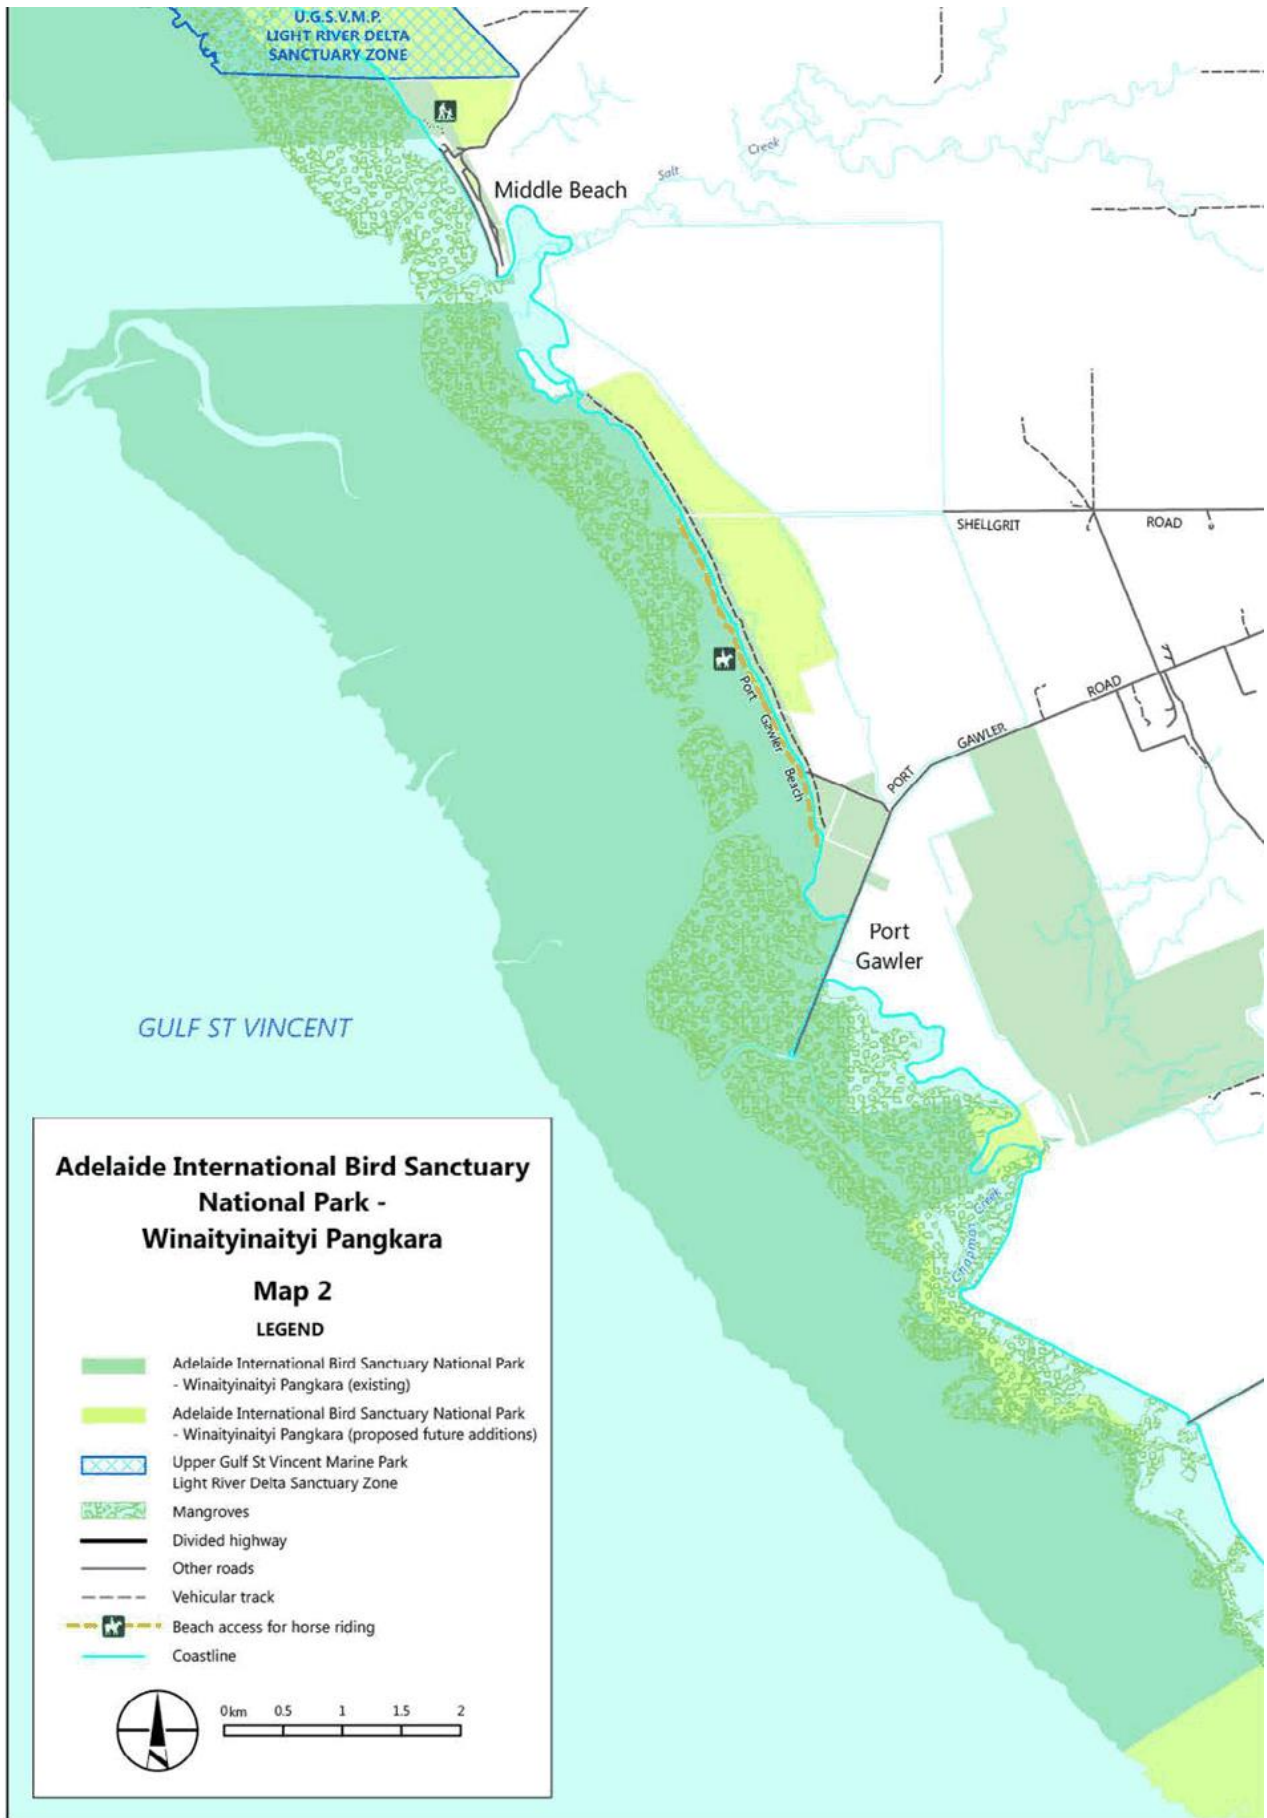 U.G.S.V.M.P.
LIGHT RIVER DELTA
SANCTUARY ZONE
Middle Beach
Salt
Creek
SHELLGRIT
ROAD
Port
Gawler
Beach
PORT
GAWLER
ROAD
Port
Gawler
Chapman
Creek
GULF ST VINCENT
Adelaide International Bird Sanctuary
National Park -
Winaityinaityi Pangkara
Map 2
LEGEND
Adelaide International Bird Sanctuary National Park
- Winaityinaityi Pangkara (existing)
Adelaide International Bird Sanctuary National Park
- Winaityinaityi Pangkara (proposed future additions)
Upper Gulf St Vincent Marine Park
Light River Delta Sanctuary Zone
Mangroves
Divided highway
Other roads
Vehicular track
Beach access for horse riding
Coastline
0km 0.5 1 1.5 2
N